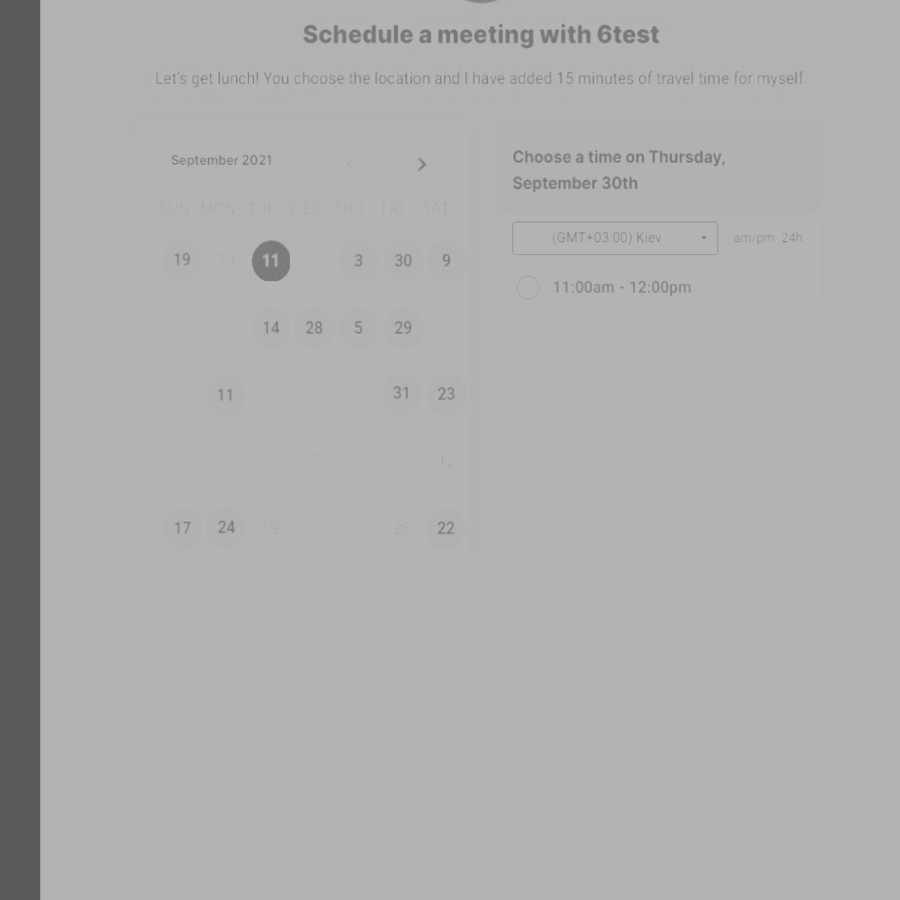 Schedule a meeting with 6test
Let's get lunch! You choose the location and I have added 15 minutes of travel time for myself.
September 2021
SUN MON TUE WED THU FRI SAT
19 19 11 3 30 9
14 28 5 29
11 31 23
5 12
17 24 19 28 22
Choose a time on Thursday,
September 30th
(GMT+03:00) Kiev am/pm 24h
11:00am - 12:00pm